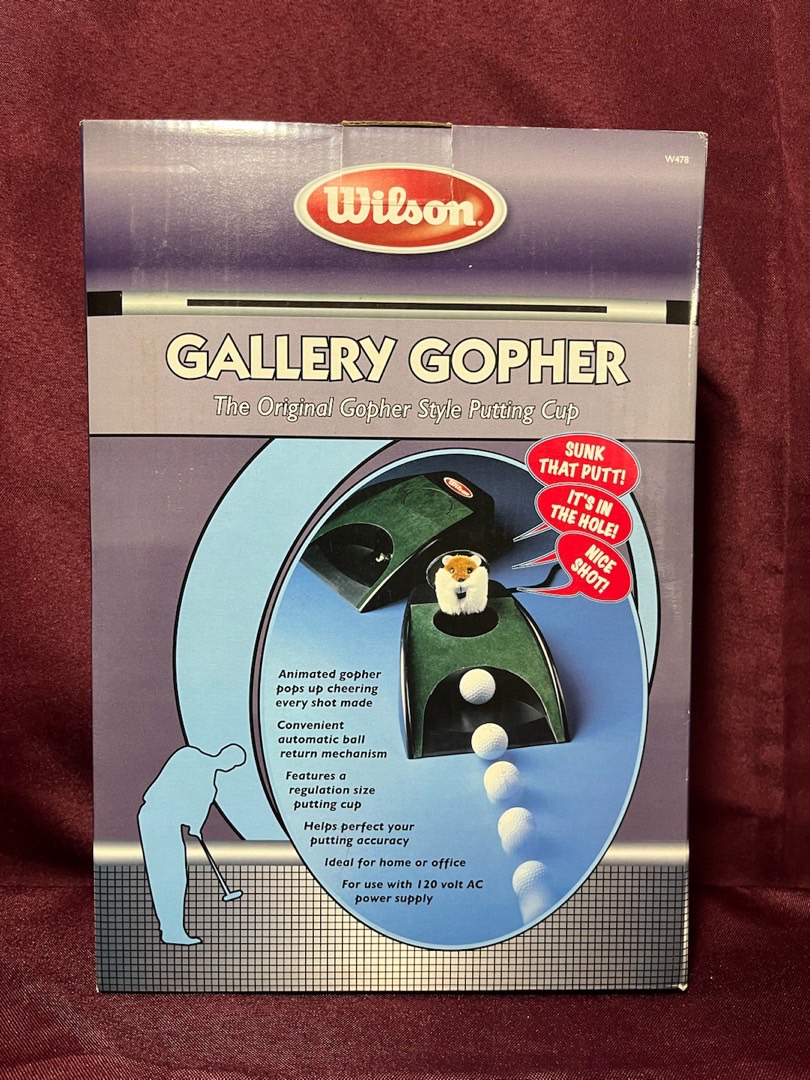 W478
Wilson®
GALLERY GOPHER
The Original Gopher Style Putting Cup
SUNK
THAT PUTT!
IT'S IN
THE HOLE!
NICE
SHOT!
Wilson
Animated gopher
pops up cheering
every shot made
Convenient
automatic ball
return mechanism
Features a
regulation size
putting cup
Helps perfect your
putting accuracy
Ideal for home or office
For use with 120 volt AC
power supply